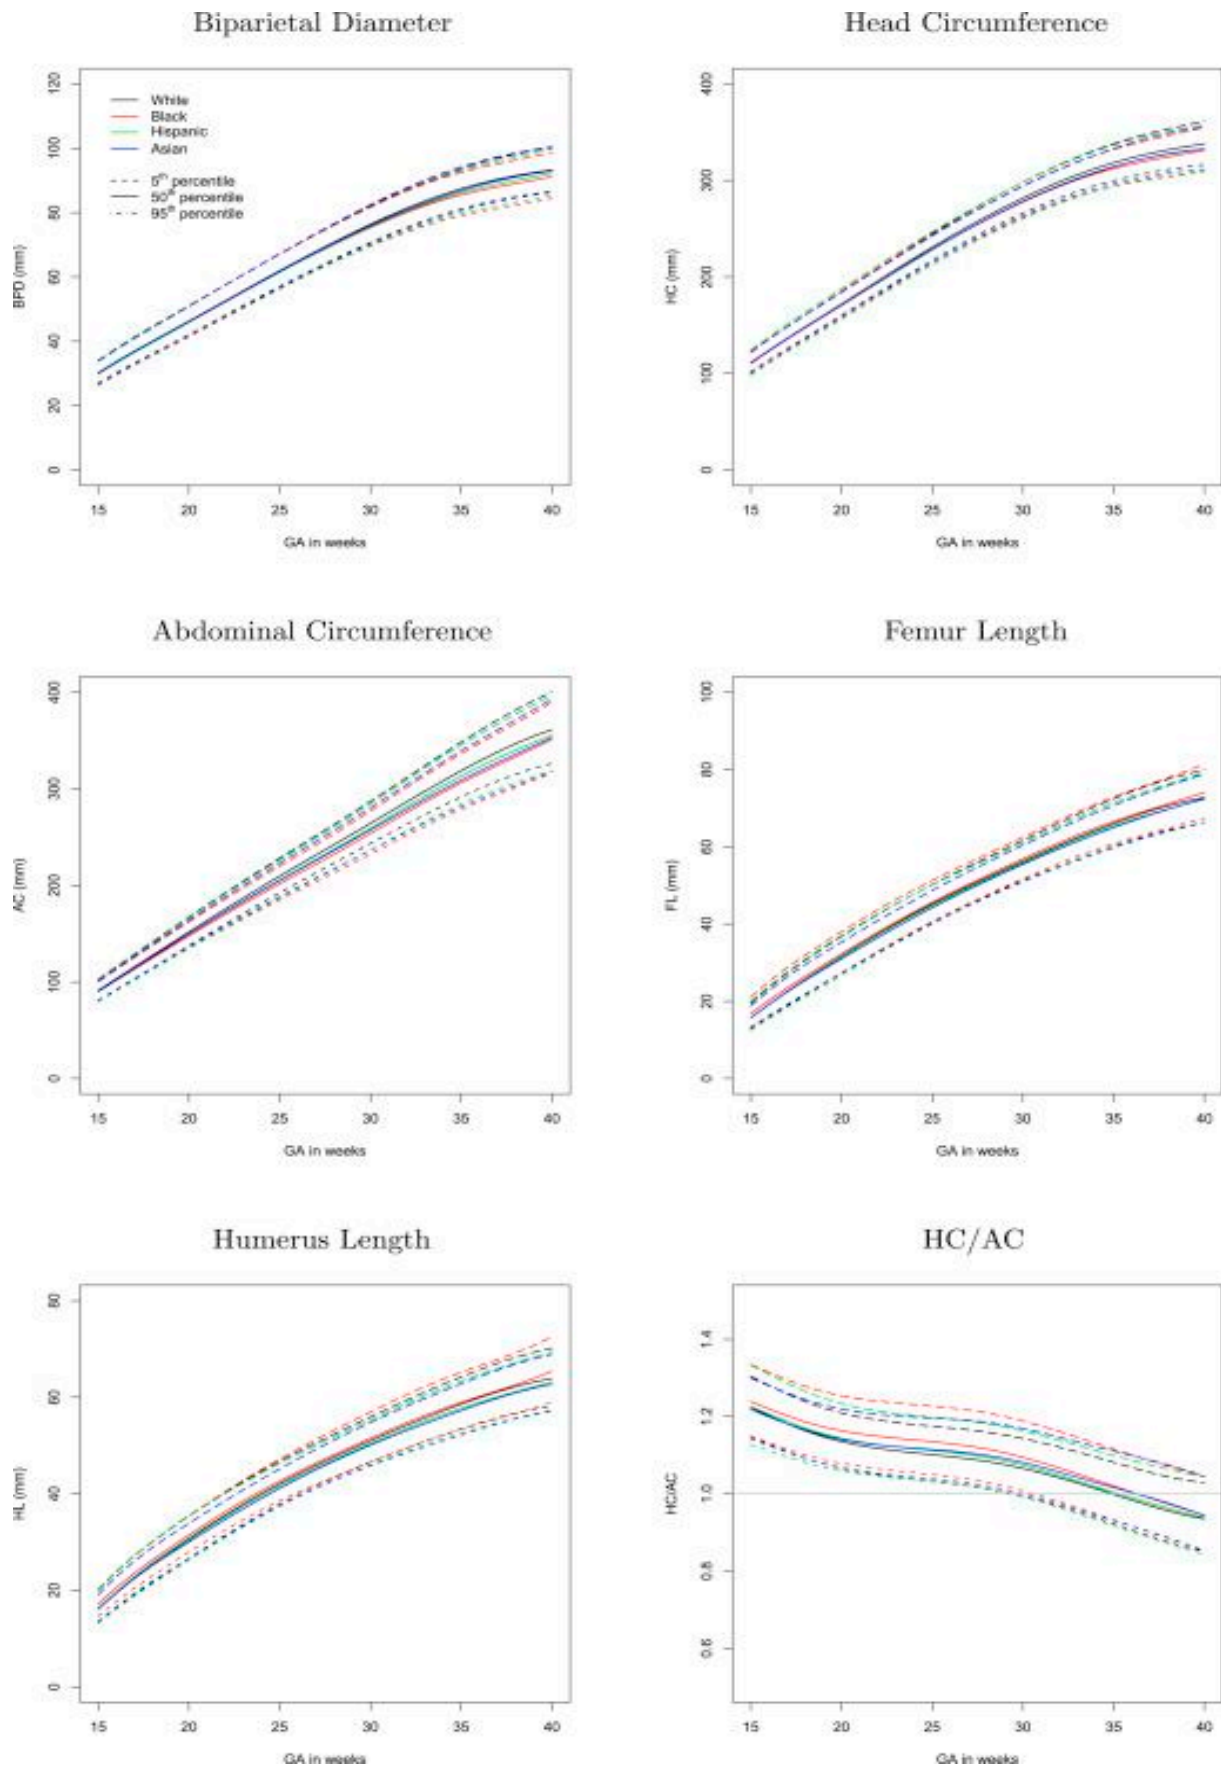 Biparietal Diameter
BPD (mm)
120
100
80
60
40
20
0
White
Black
Hispanic
Asian
5th percentile
50th percentile
95th percentile
15 20 25 30 35 40
GA in weeks
Head Circumference
HC (mm)
400
300
200
100
0
15 20 25 30 35 40
GA in weeks
Abdominal Circumference
AC (mm)
400
300
200
100
0
15 20 25 30 35 40
GA in weeks
Femur Length
FL (mm)
100
80
60
40
20
0
15 20 25 30 35 40
GA in weeks
Humerus Length
HL (mm)
80
60
40
20
0
15 20 25 30 35 40
GA in weeks
HC/AC
HC/AC
1.4
1.2
1.0
0.8
0.6
15 20 25 30 35 40
GA in weeks